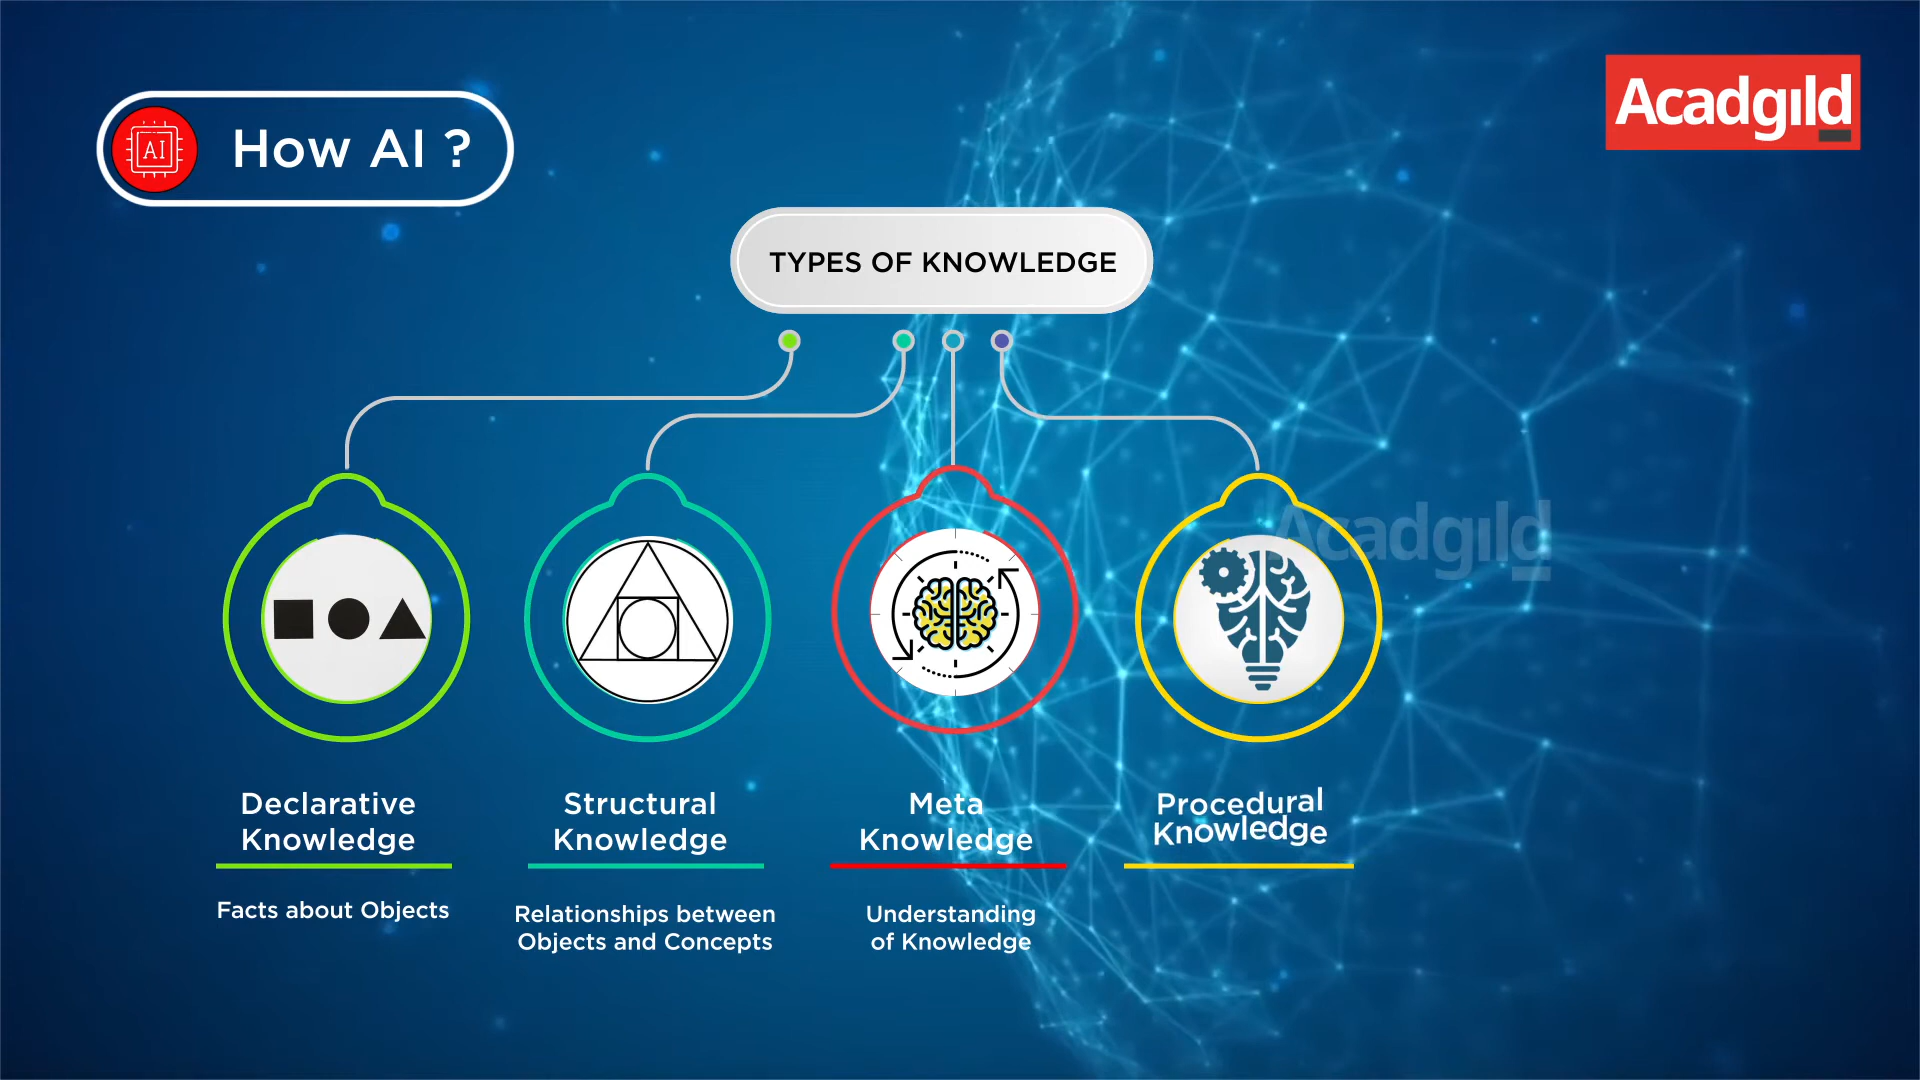 AI
How AI ?
Acadgild
TYPES OF KNOWLEDGE
Acadgild
Declarative
Knowledge
Structural
Knowledge
Meta
Knowledge
Procedural
Knowledge
Facts about Objects
Relationships between
Objects and Concepts
Understanding
of Knowledge